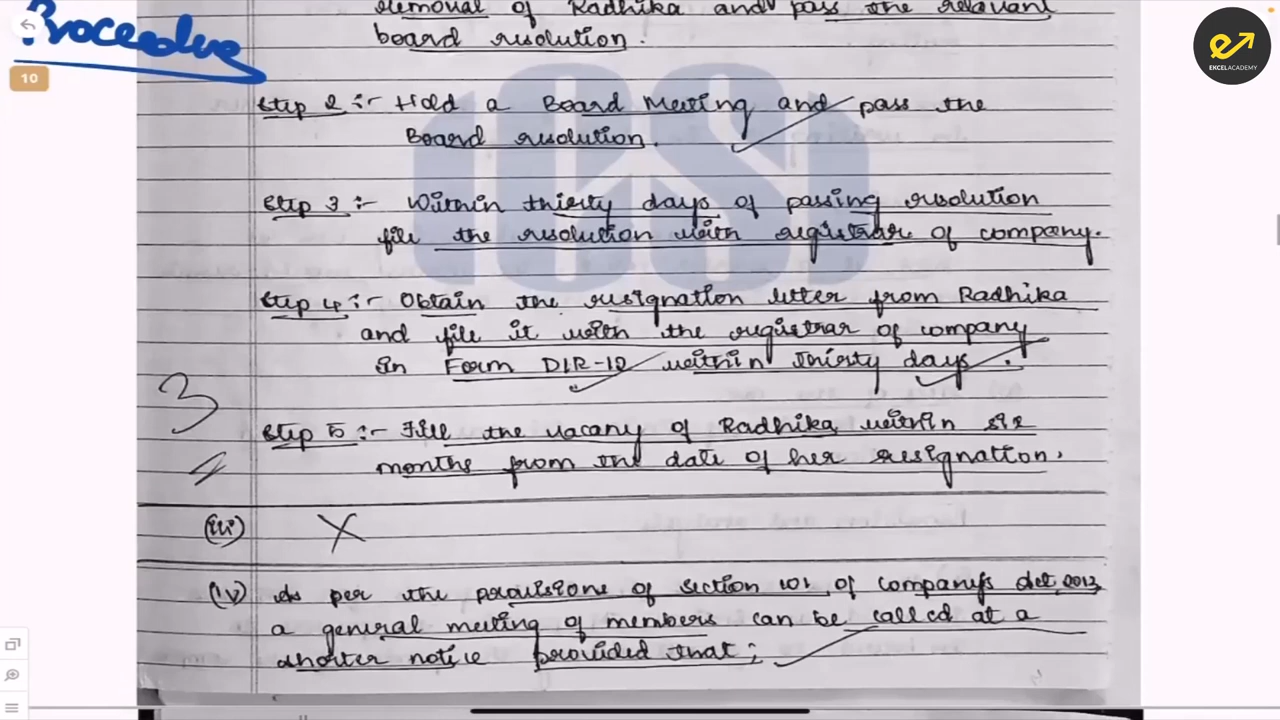 removal of Radhika and pass the relevant
Procedure
board resolution.
10
EXCEL ACADEMY
Step 2 :- Hold a Board Meeting and pass the
Board resolution.
Step 3 :- Within thirty days of passing resolution
file the resolution with registrar of company.
Step 4 :- Obtain the resignation letter from Radhika
and file it with the registrar of company
in Form DIR-12 within thirty days.
3
4
Step 5 :- Fill the vacany of Radhika within six
months from the date of her resignation.
(iii) X
(iv) As per the provisions of section 101 of company's Act, 2013,
a general meeting of members can be called at a
shorter notice provided that;
ICSI